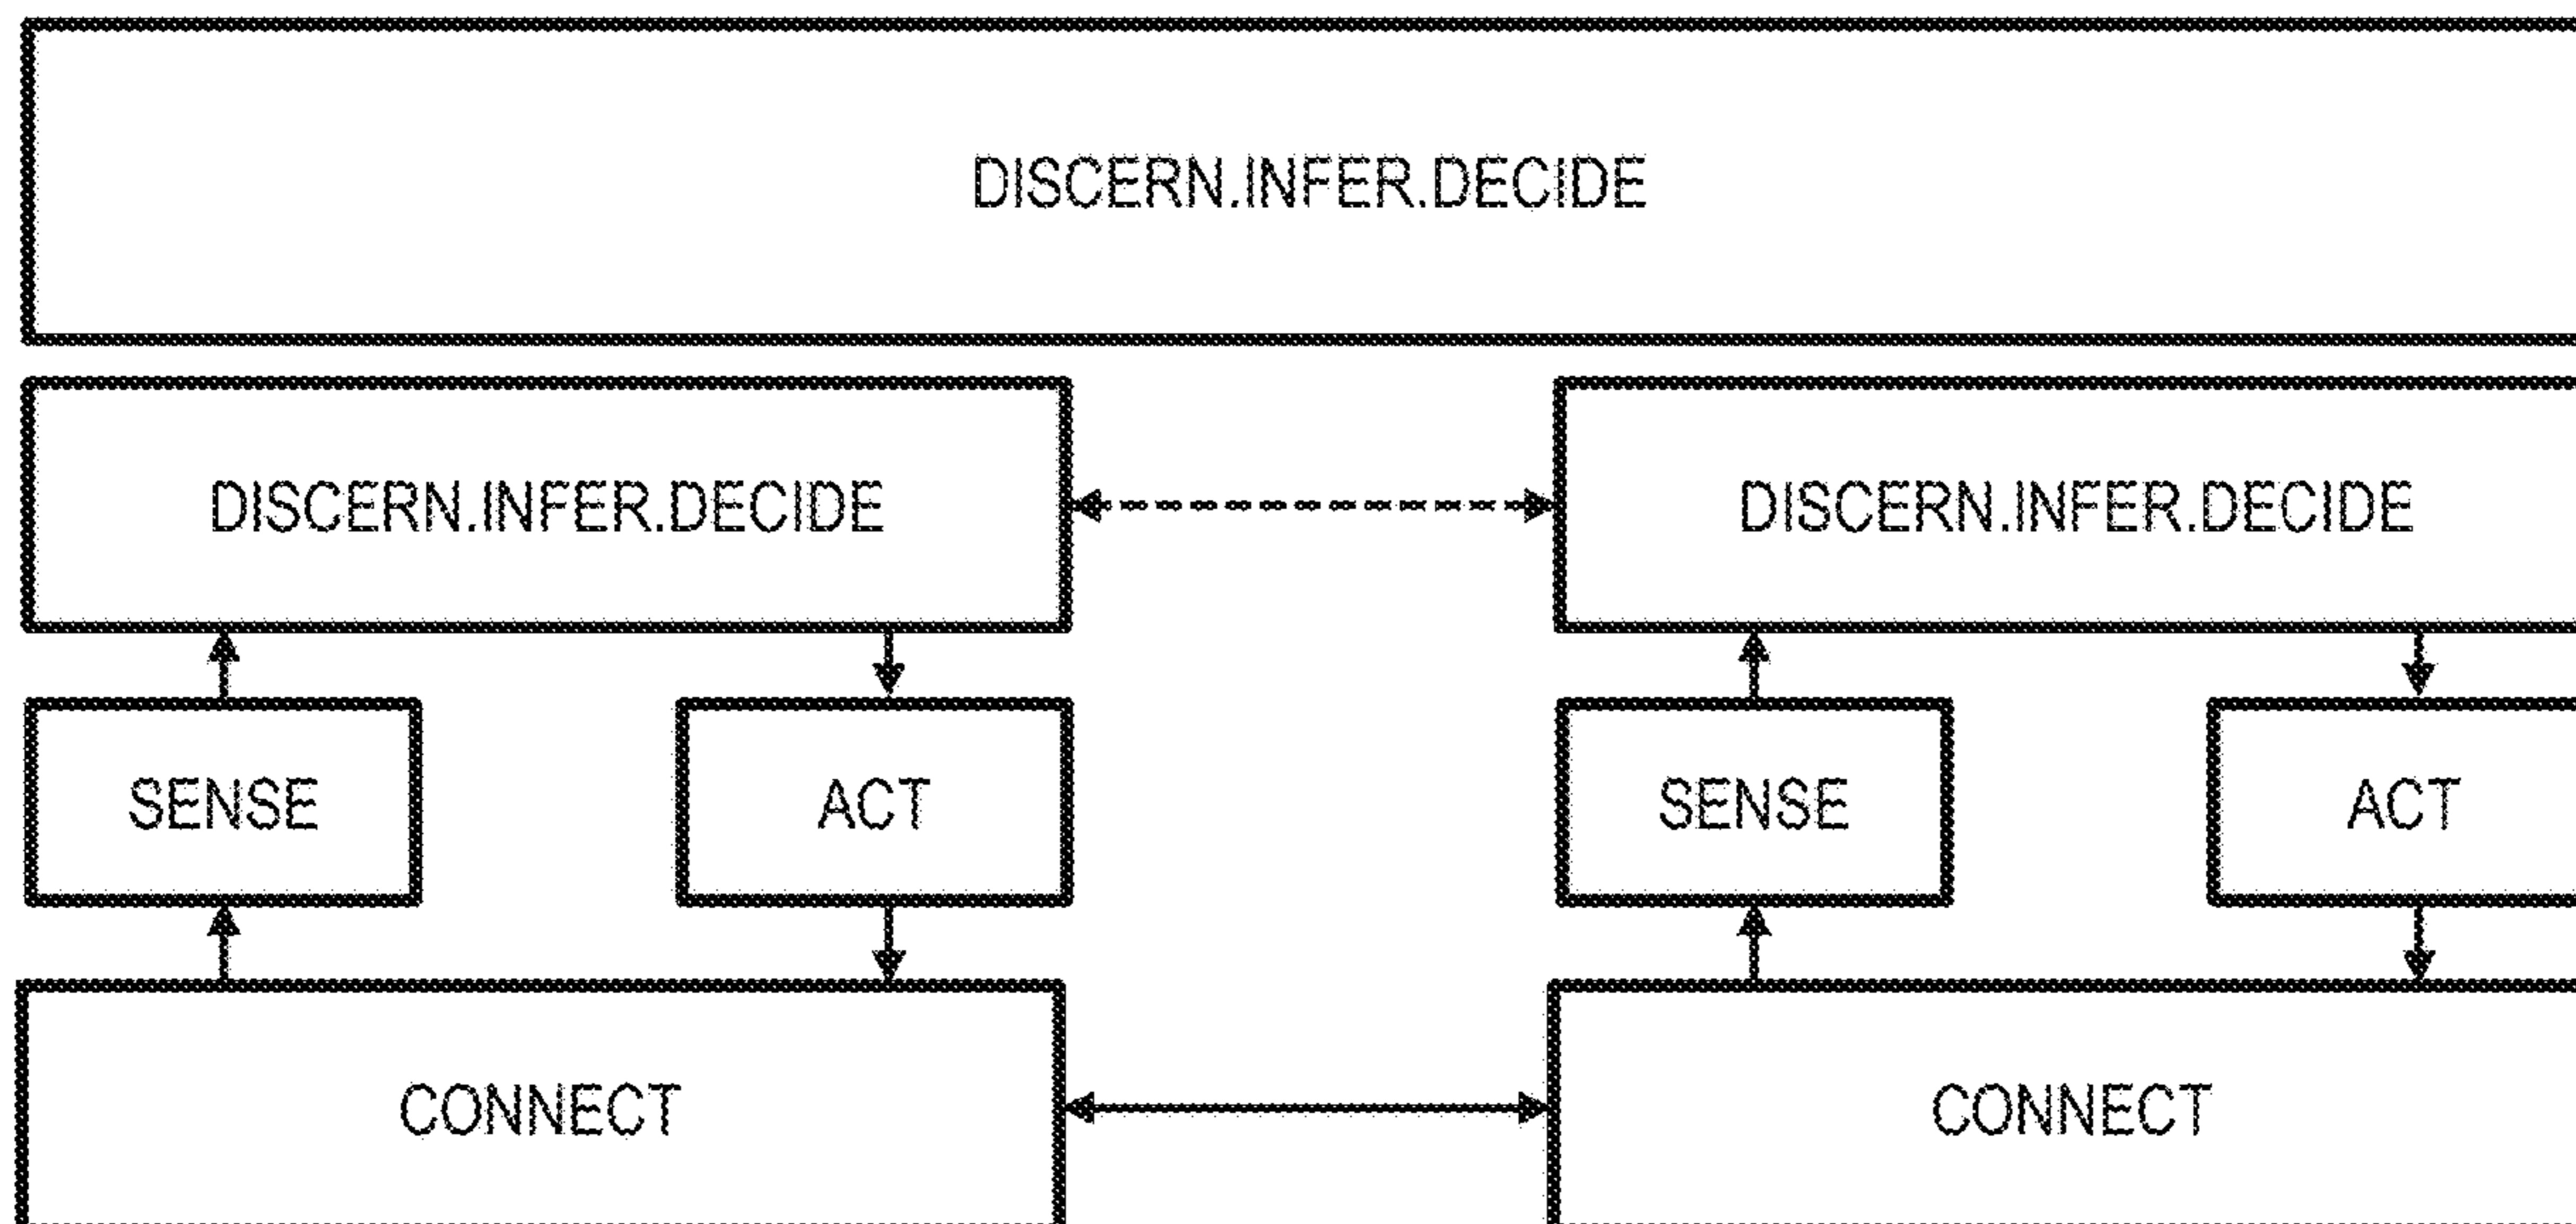 DISCERN.INFER.DECIDE
DISCERN.INFER.DECIDE
DISCERN.INFER.DECIDE
SENSE
ACT
SENSE
ACT
CONNECT
CONNECT